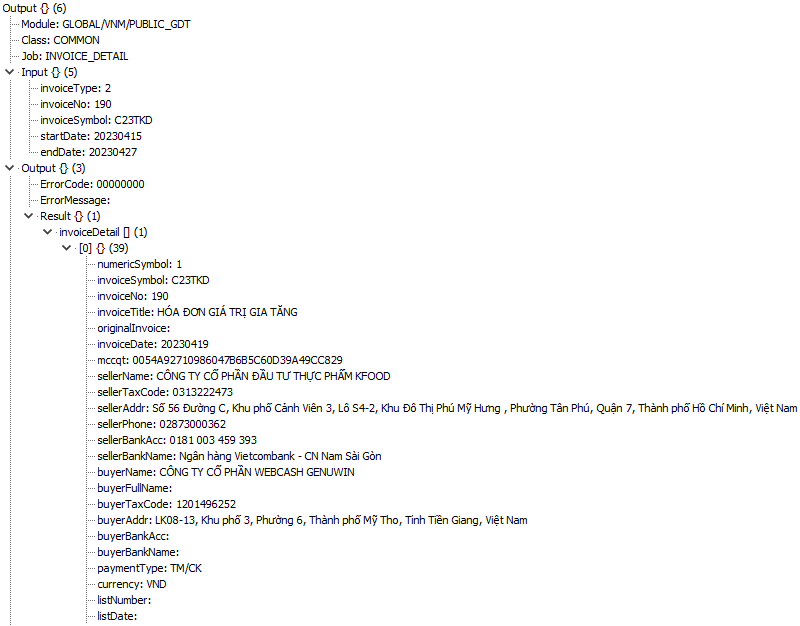 Output {} (6)
Module: GLOBAL/VNM/PUBLIC_GDT
Class: COMMON
Job: INVOICE_DETAIL
Input {} (5)
invoiceType: 2
invoiceNo: 190
invoiceSymbol: C23TKD
startDate: 20230415
endDate: 20230427
Output {} (3)
ErrorCode: 00000000
ErrorMessage:
Result {} (1)
invoiceDetail [] (1)
[0] {} (39)
numericSymbol: 1
invoiceSymbol: C23TKD
invoiceNo: 190
invoiceTitle: HÓA ĐƠN GIÁ TRỊ GIA TĂNG
originalInvoice:
invoiceDate: 20230419
mccqt: 0054A92710986047B6B5C60D39A49CC829
sellerName: CÔNG TY CỔ PHẦN ĐẦU TƯ THỰC PHẨM KFOOD
sellerTaxCode: 0313222473
sellerAddr: Số 56 Đường C, Khu phố Cảnh Viên 3, Lô S4-2, Khu Đô Thị Phú Mỹ Hưng , Phường Tân Phú, Quận 7, Thành phố Hồ Chí Minh, Việt Nam
sellerPhone: 02873000362
sellerBankAcc: 0181 003 459 393
sellerBankName: Ngân hàng Vietcombank - CN Nam Sài Gòn
buyerName: CÔNG TY CỔ PHẦN WEBCASH GENUWIN
buyerFullName:
buyerTaxCode: 1201496252
buyerAddr: LK08-13, Khu phố 3, Phường 6, Thành phố Mỹ Tho, Tỉnh Tiền Giang, Việt Nam
buyerBankAcc:
buyerBankName:
paymentType: TM/CK
currency: VND
listNumber:
listDate: